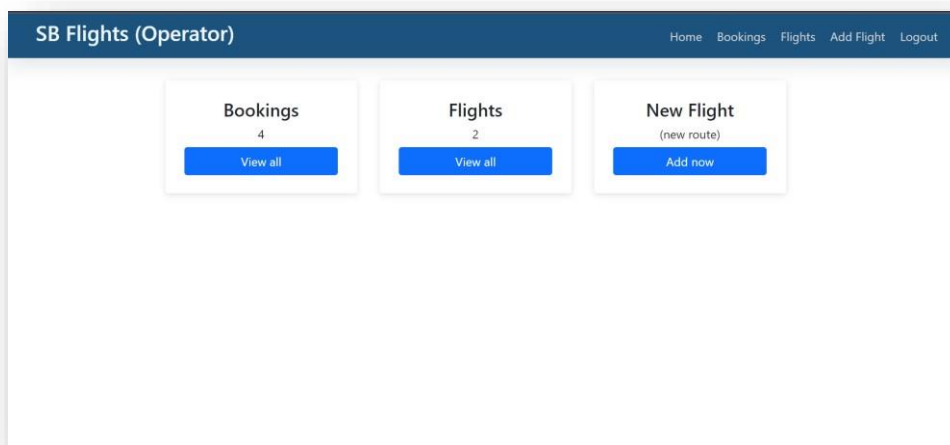 SB Flights (Operator)
Home Bookings Flights Add Flight Logout
Bookings
4
View all
Flights
2
View all
New Flight
(new route)
Add now